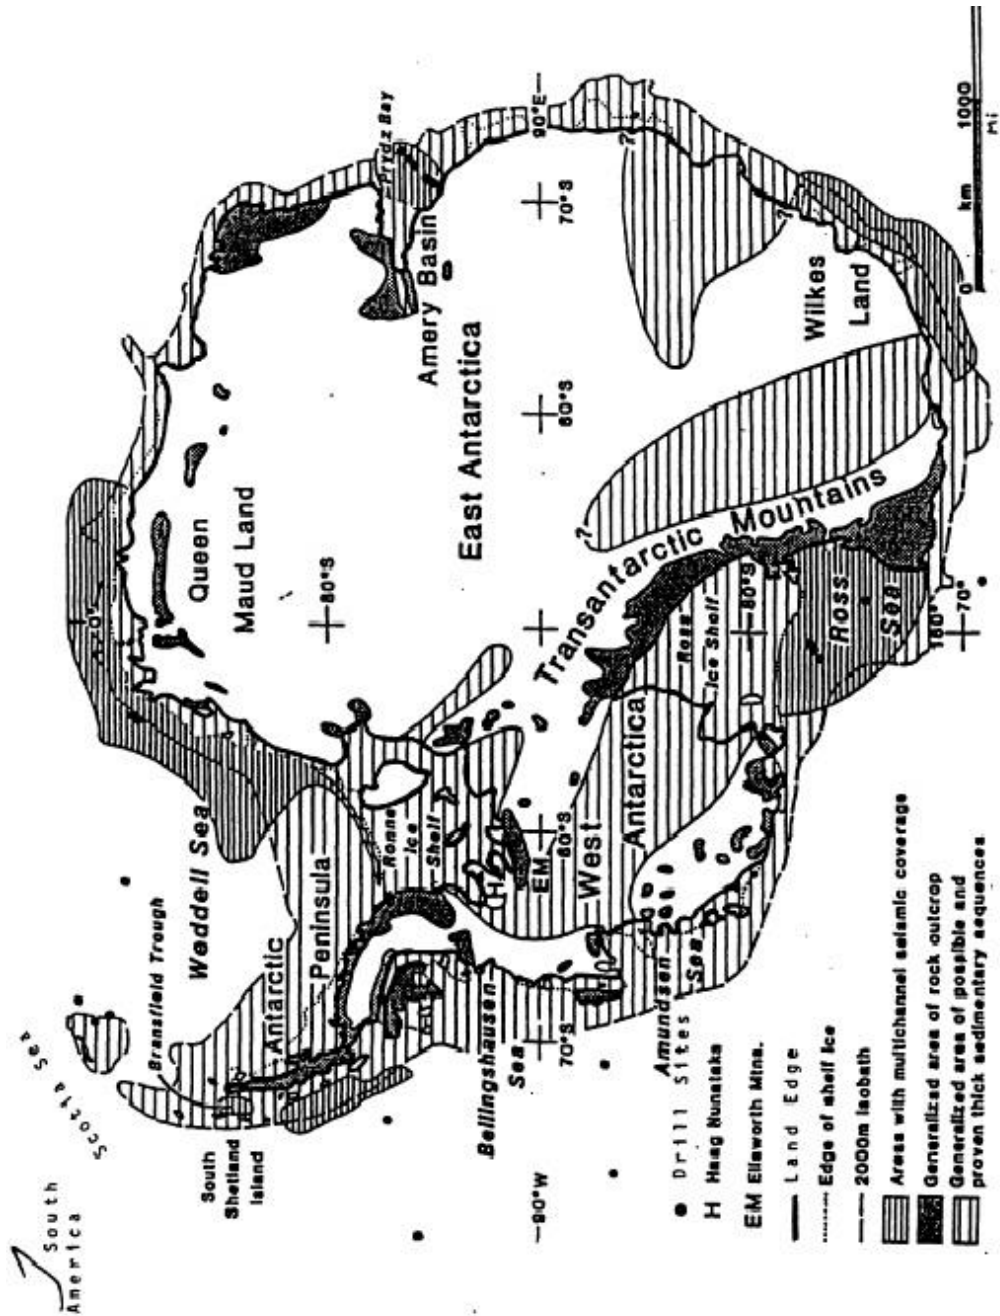 South
America
Scotia Sea
Bransfield Trough
South
Shetland
Island
Weddell Sea
Antarctic
Peninsula
0°
Queen
Maud Land
80°S
Ronne
Ice
Shelf
H
EM
80°S
Bellingshausen
Sea
70°S
90°W
West
Antarctica
Amundsen
Sea
East Antarctica
Amery Basin
Prydz Bay
90°E
70°S
80°S
?
?
?
Wilkes
Land
Transantarctic Mountains
Ross
Ice Shelf
80°S
Ross
Sea
180°
70°
0 km 1000
Mi
Drill Sites
H Haag Nunataks
EM Ellsworth Mtns.
Land Edge
Edge of shelf ice
2000m isobath
Areas with multichannel seismic coverage
Generalized area of rock outcrop
Generalized area of possible and
proven thick sedimentary sequences